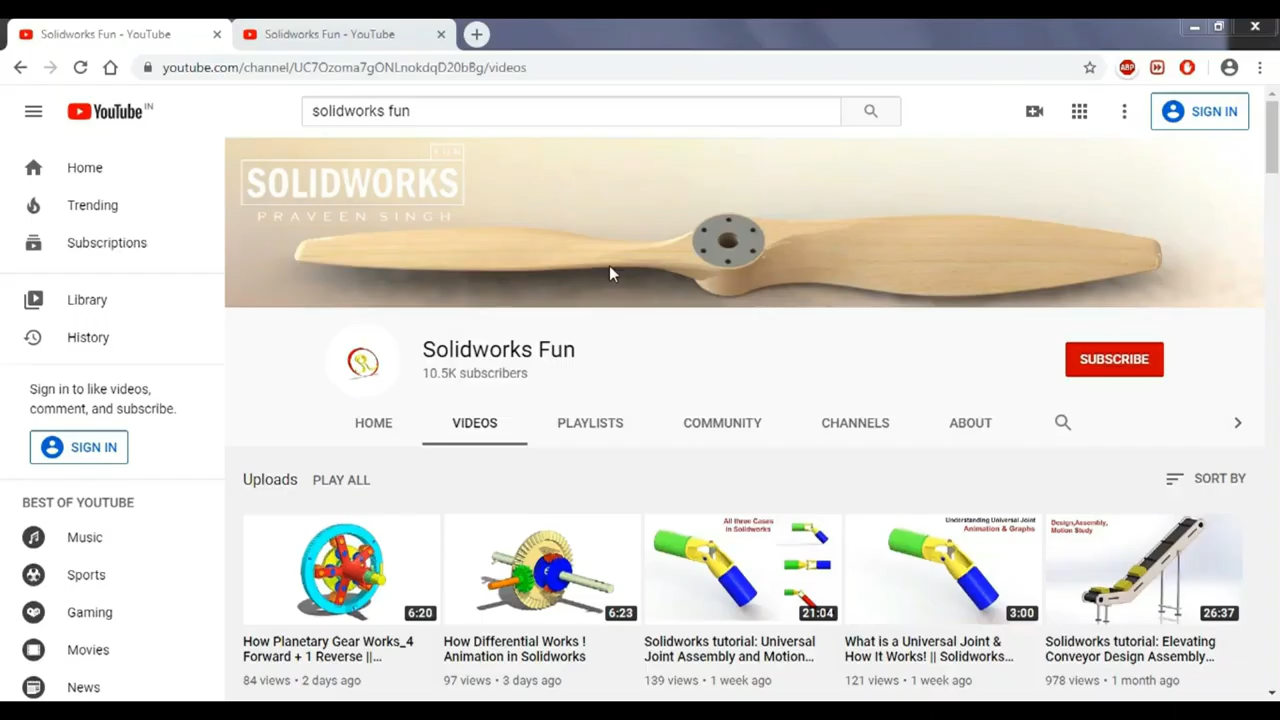 Solidworks Fun - YouTube
Solidworks Fun - YouTube
youtube.com/channel/UC7Ozoma7gONLnokdqD20bBg/videos
ABP
YouTube IN
solidworks fun
SIGN IN
Home
Trending
Subscriptions
Library
History
Sign in to like videos,
comment, and subscribe.
SIGN IN
BEST OF YOUTUBE
Music
Sports
Gaming
Movies
News
FUN
SOLIDWORKS
PRAVEEN SINGH
Solidworks Fun
10.5K subscribers
SUBSCRIBE
HOME
VIDEOS
PLAYLISTS
COMMUNITY
CHANNELS
ABOUT
Uploads
PLAY ALL
SORT BY
6:20
How Planetary Gear Works_4
Forward + 1 Reverse ||...
84 views • 2 days ago
6:23
How Differential Works !
Animation in Solidworks
97 views • 3 days ago
All three Cases
in Solidworks
21:04
Solidworks tutorial: Universal
Joint Assembly and Motion...
139 views • 1 week ago
Understanding Universal Joint
Animation & Graphs
3:00
What is a Universal Joint &
How It Works! || Solidworks...
121 views • 1 week ago
Design,Assembly,
Motion Study
26:37
Solidworks tutorial: Elevating
Conveyor Design Assembly...
978 views • 1 month ago